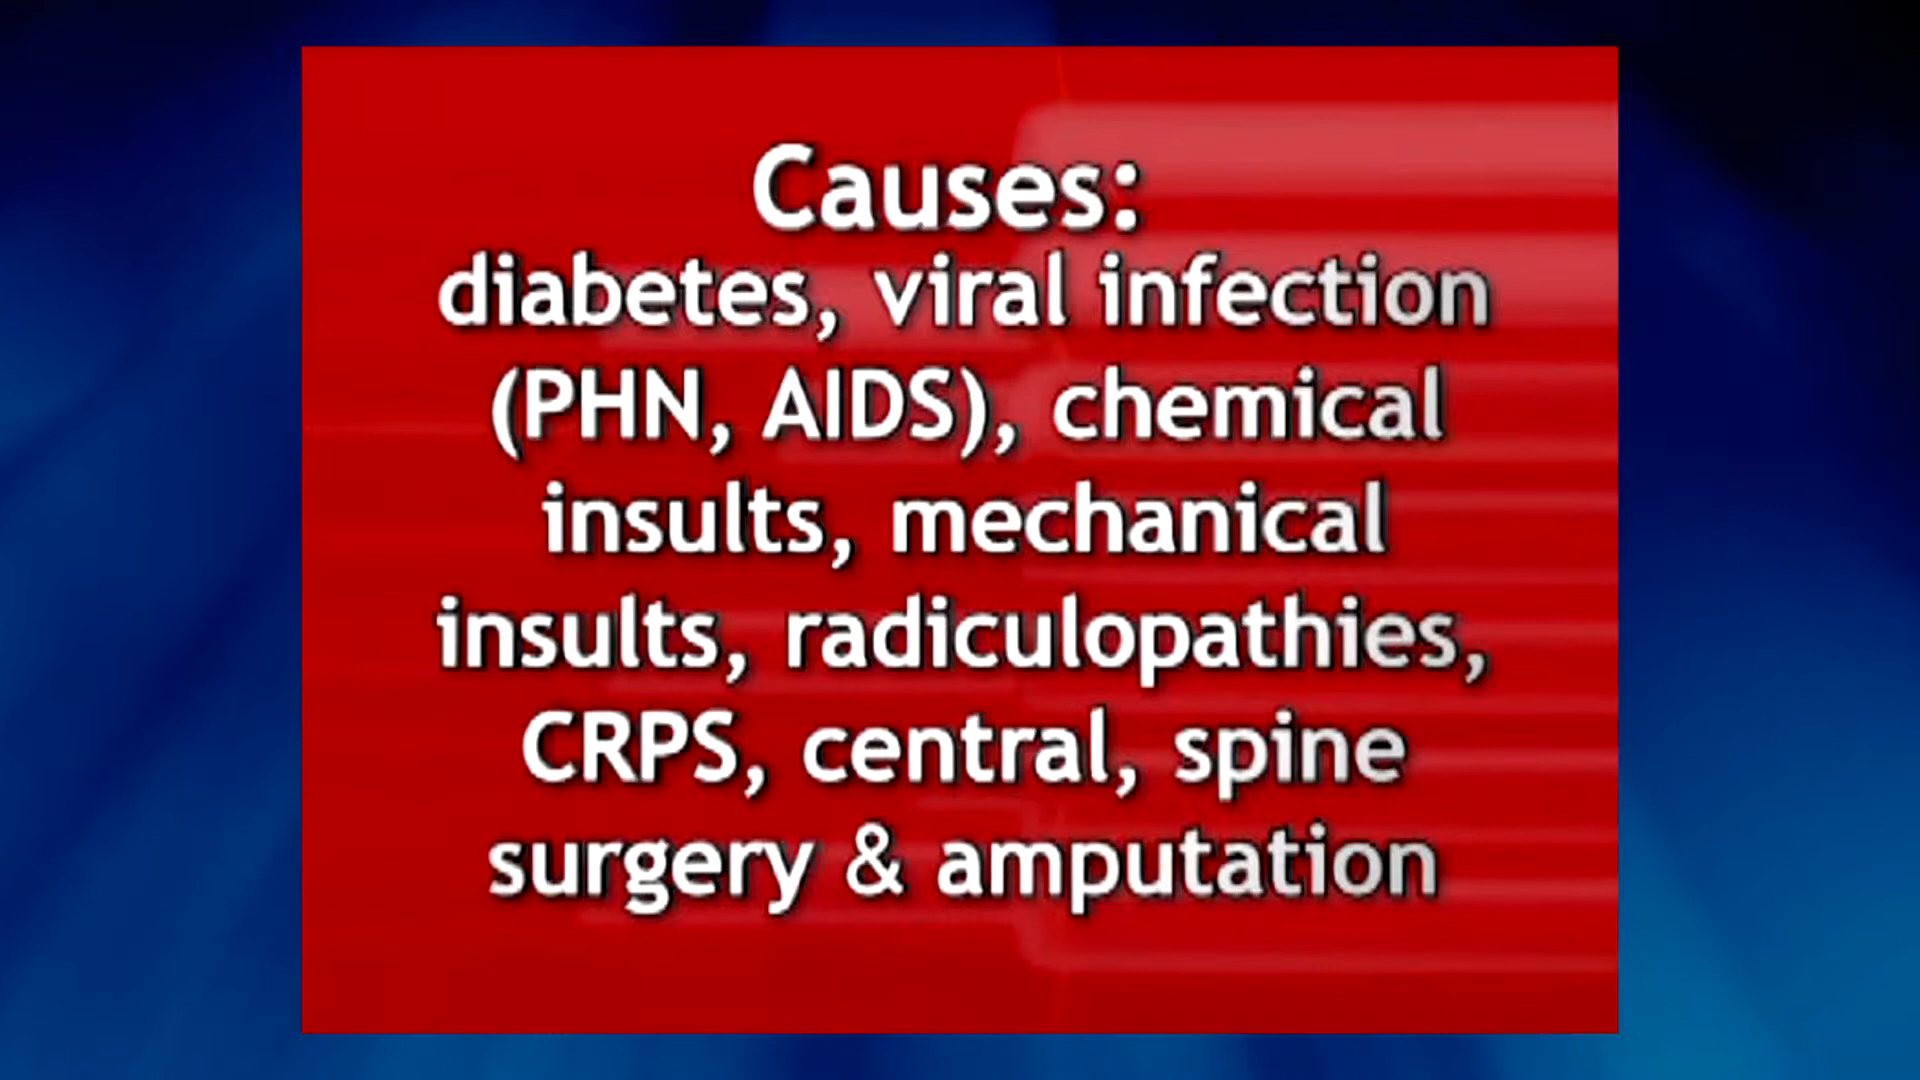 Causes:
diabetes, viral infection
(PHN, AIDS), chemical
insults, mechanical
insults, radiculopathies,
CRPS, central, spine
surgery & amputation